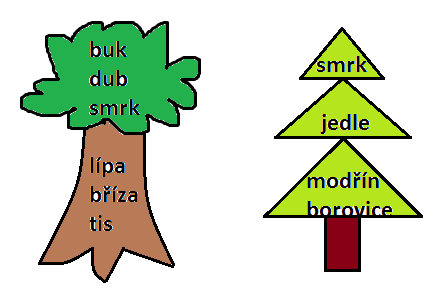 buk
dub
smrk
lípa
bříza
tis
smrk
jedle
modřín
borovice